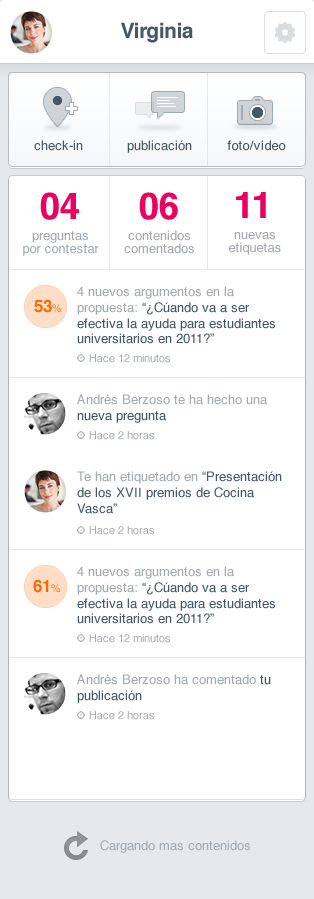 Virginia
check-in
publicación
foto/vídeo
04
06
11
preguntas
por contestar
contenidos
comentados
nuevas
etiquetas
53%
4 nuevos argumentos en la
propuesta: “¿Cúando va a ser
efectiva la ayuda para estudiantes
universitarios en 2011?”
Hace 12 minutos
Andrés Berzoso te ha hecho una
nueva pregunta
Hace 2 horas
Te han etiquetado en “Presentación
de los XVII premios de Cocina
Vasca”
Hace 2 horas
61%
4 nuevos argumentos en la
propuesta: “¿Cúando va a ser
efectiva la ayuda para estudiantes
universitarios en 2011?”
Hace 12 minutos
Andrés Berzoso ha comentado tu
publicación
Hace 2 horas
Cargando mas contenidos